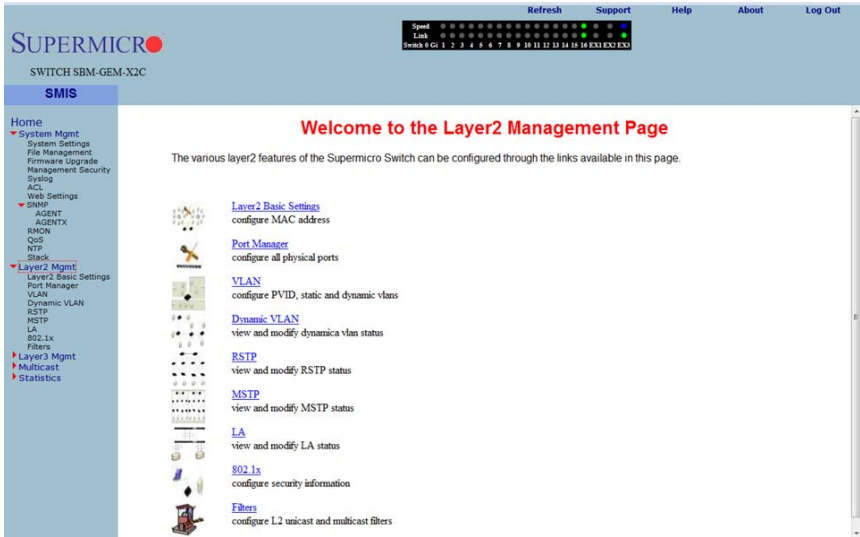 Refresh Support Help About Log Out
Speed
Link
Switch 0 Gi 1 2 3 4 5 6 7 8 9 10 11 12 13 14 15 16 EX1 EX2 EX3
SUPERMICRO
SWITCH SBM-GEM-X2C
SMIS
Home
System Mgmt
System Settings
File Management
Firmware Upgrade
Management Security
Syslog
ACL
Web Settings
SNMP
AGENT
AGENTX
RMON
QoS
NTP
Stack
Layer2 Mgmt
Layer2 Basic Settings
Port Manager
VLAN
Dynamic VLAN
RSTP
MSTP
LA
802.1x
Filters
Layer3 Mgmt
Multicast
Statistics
Welcome to the Layer2 Management Page
The various layer2 features of the Supermicro Switch can be configured through the links available in this page.
Layer2 Basic Settings
configure MAC address
Port Manager
configure all physical ports
VLAN
configure PVID, static and dynamic vlans
Dynamic VLAN
view and modify dynamica vlan status
RSTP
view and modify RSTP status
MSTP
view and modify MSTP status
LA
view and modify LA status
802.1x
configure security information
Filters
configure L2 unicast and multicast filters